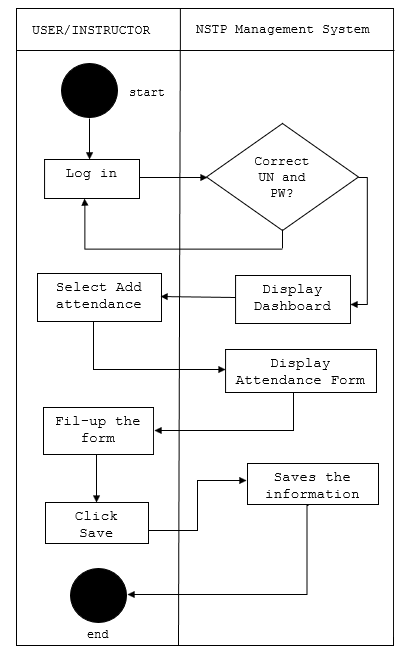 USER/INSTRUCTOR
NSTP Management System
start
Log in
Correct
UN and
PW?
Select Add
attendance
Display
Dashboard
Display
Attendance Form
Fil-up the
form
Saves the
information
Click
Save
end